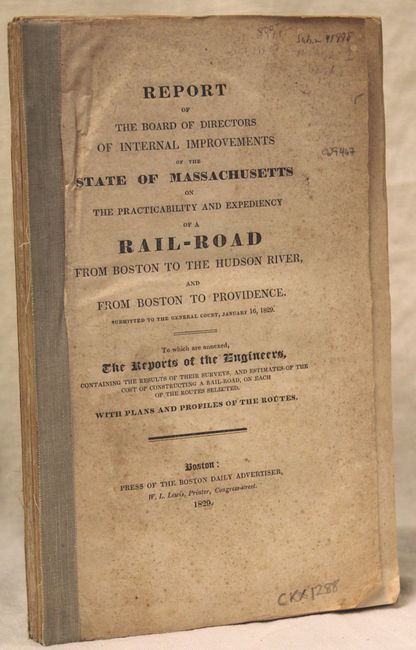 REPORT
OF
THE BOARD OF DIRECTORS
OF INTERNAL IMPROVEMENTS
OF THE
STATE OF MASSACHUSETTS
ON
THE PRACTICABILITY AND EXPEDIENCY
OF A
RAIL-ROAD
FROM BOSTON TO THE HUDSON RIVER,
AND
FROM BOSTON TO PROVIDENCE.
SUBMITTED TO THE GENERAL COURT, JANUARY 16, 1829.
To which are annexed,
The Reports of the Engineers,
CONTAINING THE RESULTS OF THEIR SURVEYS, AND ESTIMATES OF THE
COST OF CONSTRUCTING A RAIL-ROAD, ON EACH
OF THE ROUTES SELECTED.
WITH PLANS AND PROFILES OF THE ROUTES.
Boston:
PRESS OF THE BOSTON DAILY ADVERTISER,
W. L. Lewis, Printer, Congress-street.
1829.